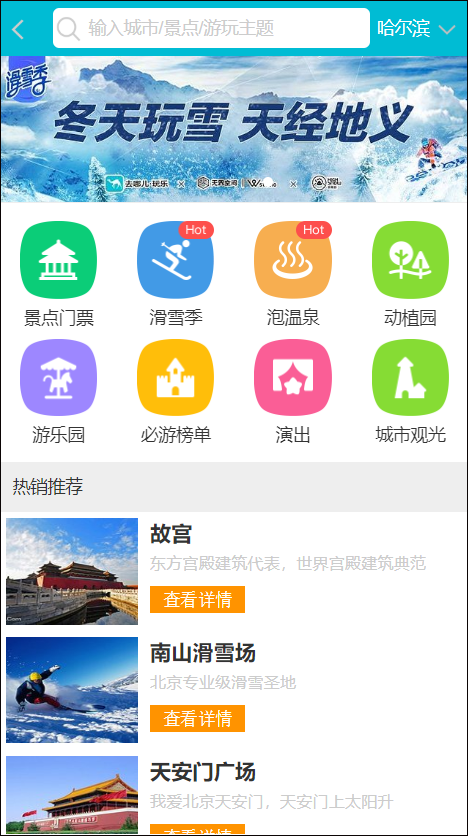 输入城市/景点/游玩主题
哈尔滨
滑雪季
冬天玩雪 天经地义
去哪儿·玩乐
景点门票
Hot
滑雪季
Hot
泡温泉
动植园
游乐园
必游榜单
演出
城市观光
热销推荐
故宫
东方宫殿建筑代表，世界宫殿建筑典范
查看详情
南山滑雪场
北京专业级滑雪圣地
查看详情
天安门广场
我爱北京天安门，天安门上太阳升
查看详情